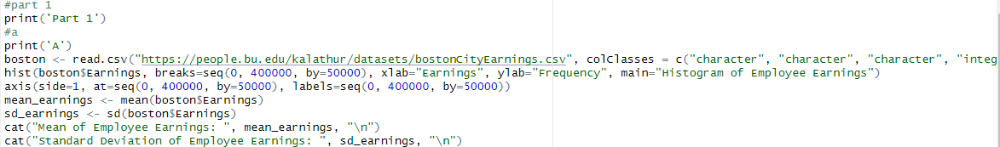 #part 1
print('Part 1')
#a
print('A')
boston <- read.csv("https://people.bu.edu/kalathur/datasets/bostonCityEarnings.csv", colClasses = c("character", "character", "character", "integ
hist(boston$Earnings, breaks=seq(0, 400000, by=50000), xlab="Earnings", ylab="Frequency", main="Histogram of Employee Earnings")
axis(side=1, at=seq(0, 400000, by=50000), labels=seq(0, 400000, by=50000))
mean_earnings <- mean(boston$Earnings)
sd_earnings <- sd(boston$Earnings)
cat("Mean of Employee Earnings: ", mean_earnings, "\n")
cat("Standard Deviation of Employee Earnings: ", sd_earnings, "\n")